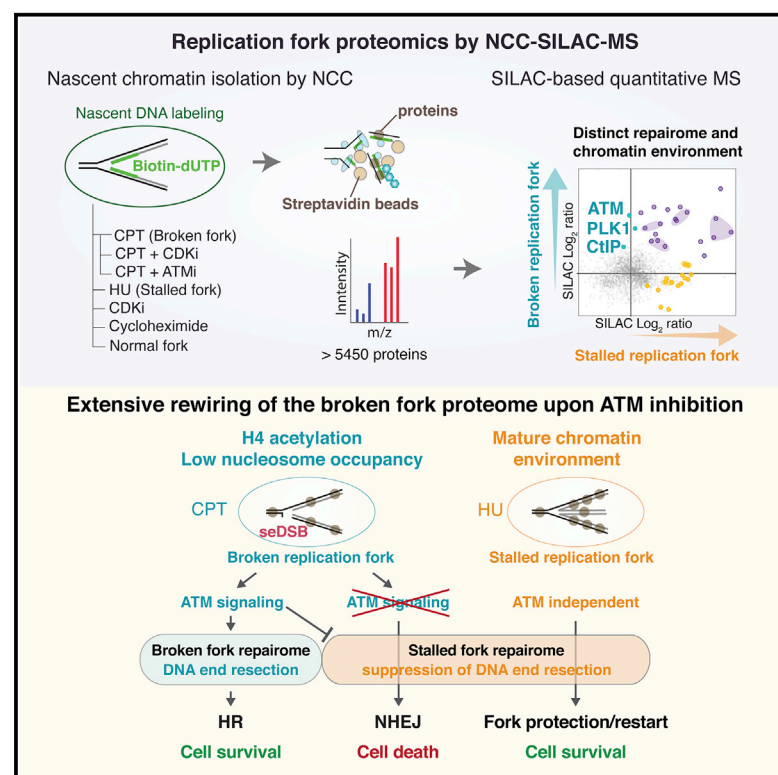 Replication fork proteomics by NCC-SILAC-MS
Nascent chromatin isolation by NCC
SILAC-based quantitative MS
Nascent DNA labeling
Biotin-dUTP
proteins
Streptavidin beads
CPT (Broken fork)
CPT + CDKi
CPT + ATMi
HU (Stalled fork)
CDKi
Cycloheximide
Normal fork
Inntensity
m/z
> 5450 proteins
Distinct repairome and
chromatin environment
Broken replication fork
SILAC Log2 ratio
ATM
PLK1
CtIP
SILAC Log2 ratio
Stalled replication fork
Extensive rewiring of the broken fork proteome upon ATM inhibition
H4 acetylation
Low nucleosome occupancy
Mature chromatin
environment
CPT
seDSB
HU
Broken replication fork
Stalled replication fork
ATM signaling
ATM signaling
ATM independent
Broken fork repairome
DNA end resection
Stalled fork repairome
suppression of DNA end resection
HR
NHEJ
Fork protection/restart
Cell survival
Cell death
Cell survival